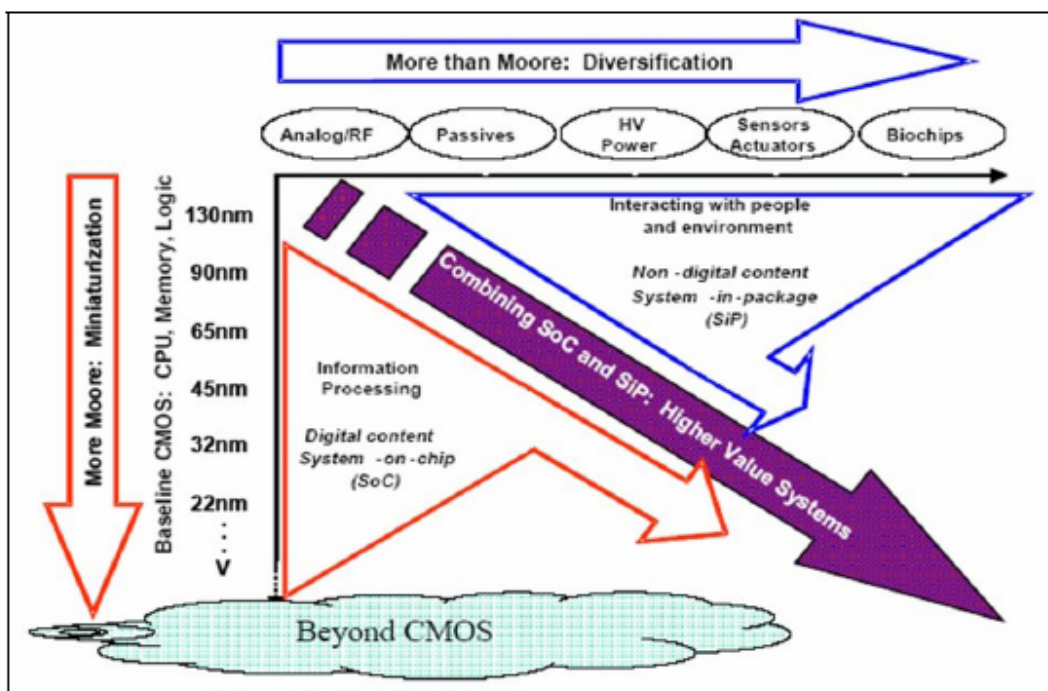 More than Moore: Diversification
Analog/RF
Passives
HV
Power
Sensors
Actuators
Biochips
More Moore: Miniaturization
Baseline CMOS: CPU, Memory, Logic
130nm
90nm
65nm
45nm
32nm
22nm
V
Interacting with people
and environment
Non -digital content
System -in-package
(SiP)
Combining SoC and SiP: Higher Value Systems
Information
Processing
Digital content
System -on-chip
(SoC)
Beyond CMOS